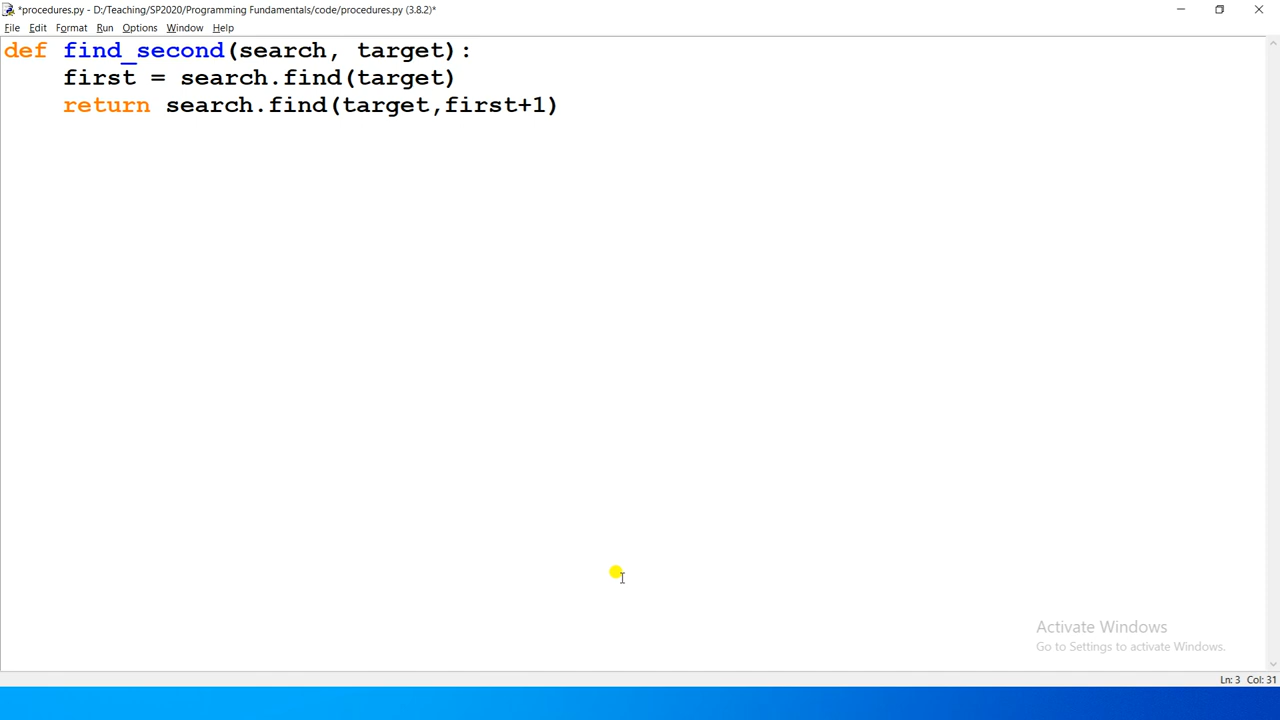 *procedures.py - D:/Teaching/SP2020/Programming Fundamentals/code/procedures.py (3.8.2)*
File Edit Format Run Options Window Help
def find_second(search, target):
    first = search.find(target)
    return search.find(target,first+1)
Activate Windows
Go to Settings to activate Windows.
Ln: 3 Col: 31